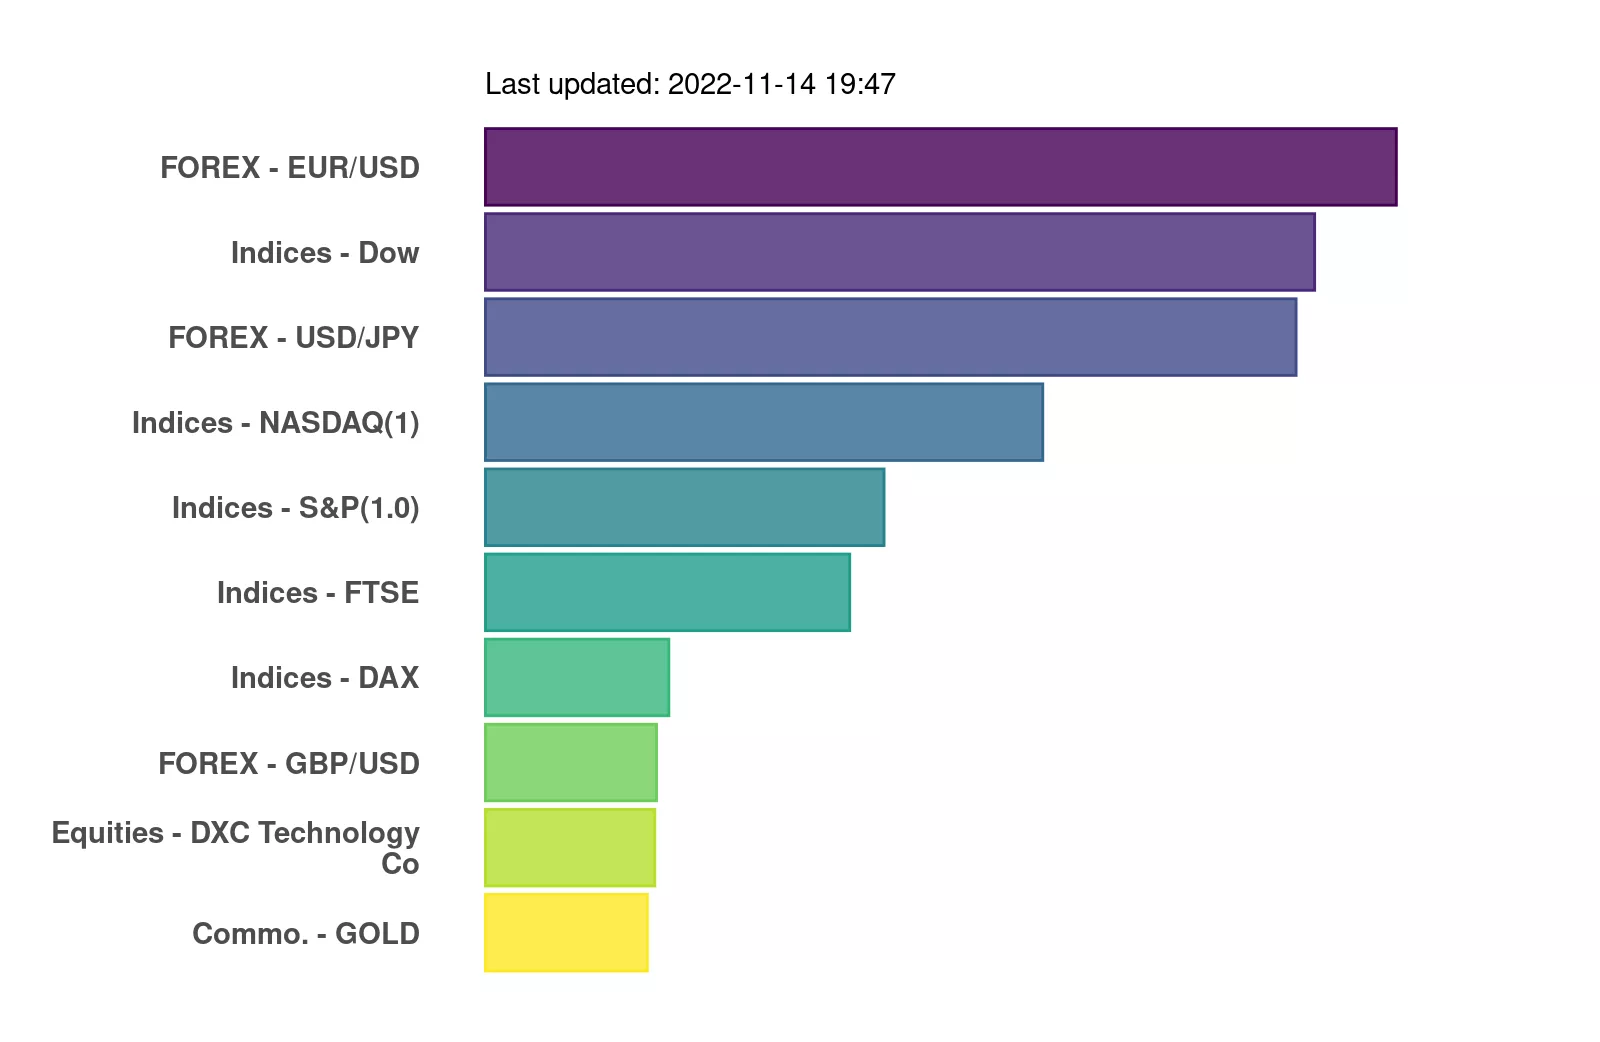 Last updated: 2022-11-14 19:47
FOREX - EUR/USD
Indices - Dow
FOREX - USD/JPY
Indices - NASDAQ(1)
Indices - S&P(1.0)
Indices - FTSE
Indices - DAX
FOREX - GBP/USD
Equities - DXC Technology
Co
Commo. - GOLD